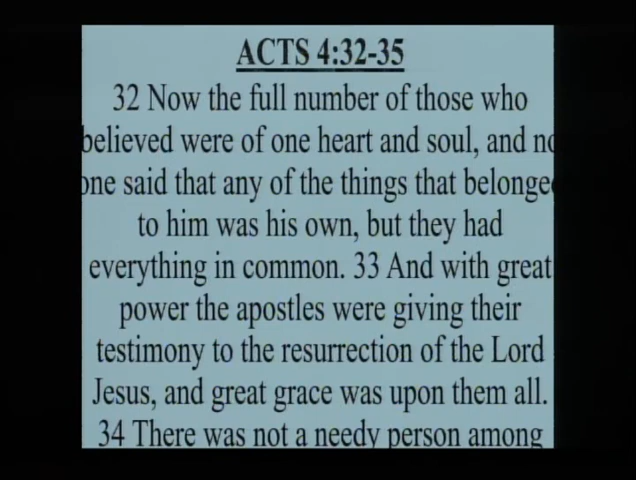 ACTS 4:32-35
32 Now the full number of those who
believed were of one heart and soul, and no
one said that any of the things that belonged
to him was his own, but they had
everything in common. 33 And with great
power the apostles were giving their
testimony to the resurrection of the Lord
Jesus, and great grace was upon them all.
34 There was not a needy person among